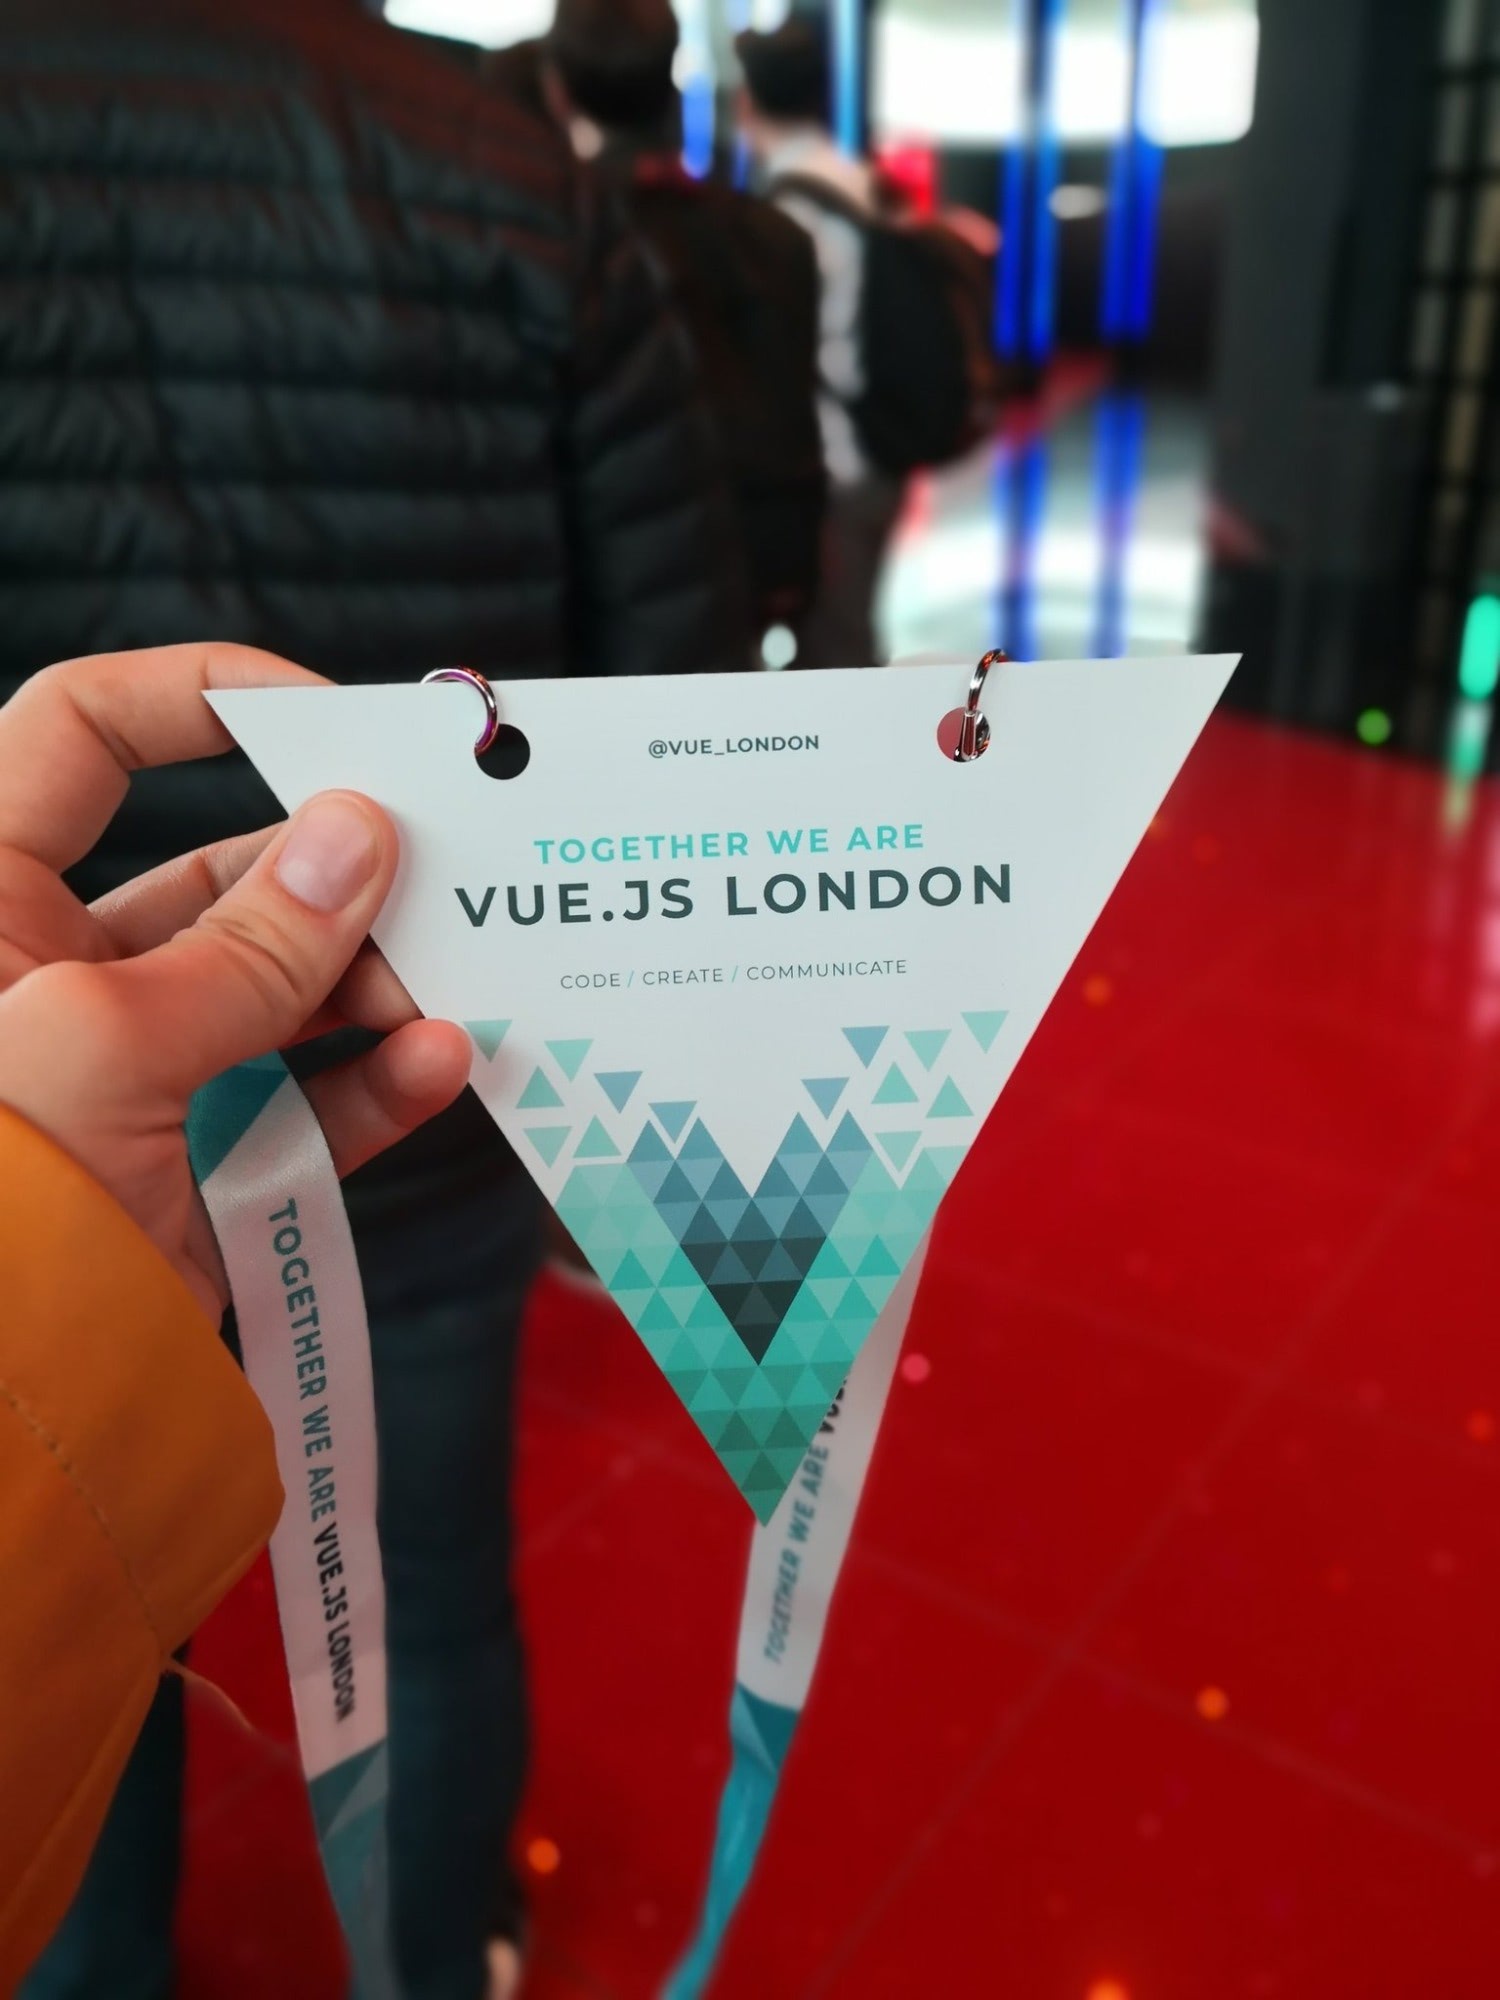 @VUE_LONDON
TOGETHER WE ARE
VUE.JS LONDON
CODE / CREATE / COMMUNICATE
TOGETHER WE ARE VUE.JS LONDON
TOGETHER WE ARE